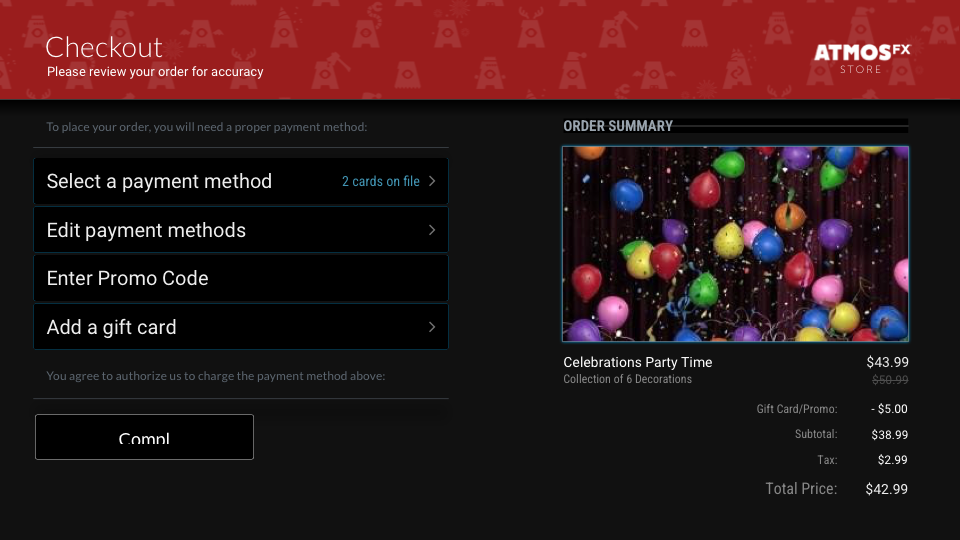 Checkout
Please review your order for accuracy
ATMOSFX
STORE
To place your order, you will need a proper payment method:
Select a payment method 2 cards on file
Edit payment methods
Enter Promo Code
Add a gift card
You agree to authorize us to charge the payment method above:
Compl
ORDER SUMMARY
Celebrations Party Time $43.99
Collection of 6 Decorations $50.99
Gift Card/Promo: - $5.00
Subtotal: $38.99
Tax: $2.99
Total Price: $42.99